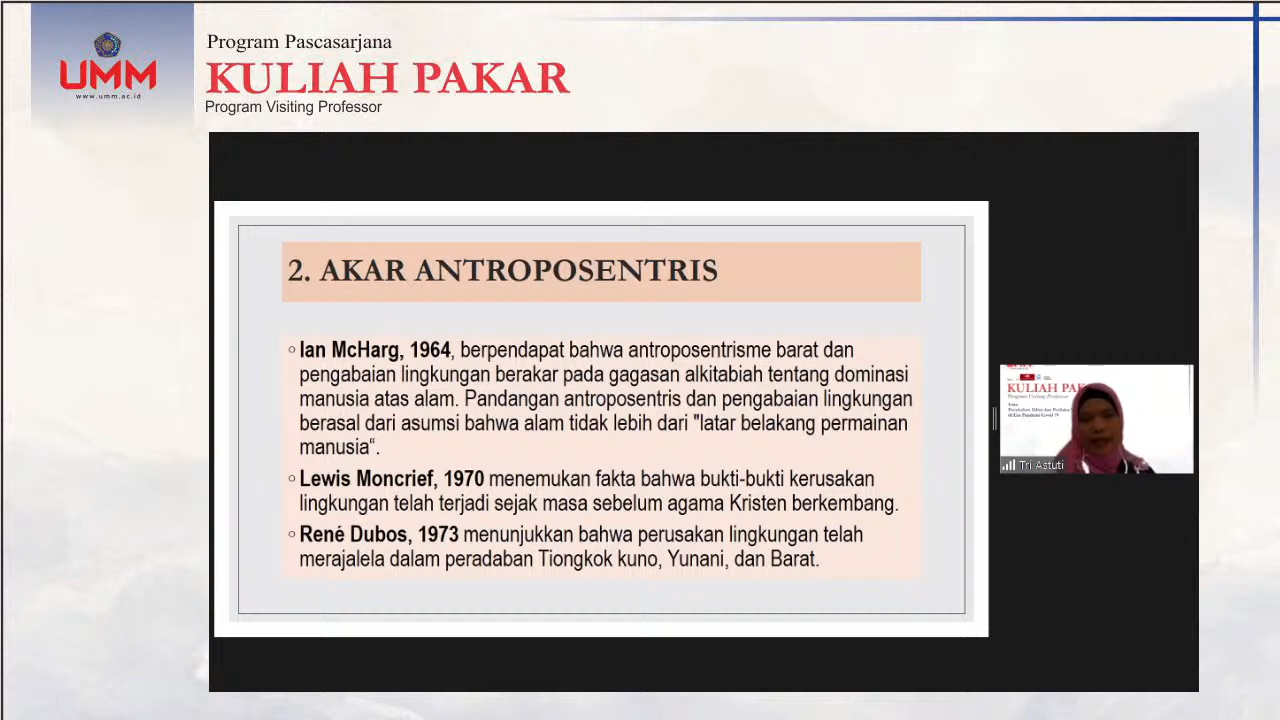 UMM
www.umm.ac.id
Program Pascasarjana
KULIAH PAKAR
Program Visiting Professor
2. AKAR ANTROPOSENTRIS
◦ Ian McHarg, 1964, berpendapat bahwa antroposentrisme barat dan
pengabaian lingkungan berakar pada gagasan alkitabiah tentang dominasi
manusia atas alam. Pandangan antroposentris dan pengabaian lingkungan
berasal dari asumsi bahwa alam tidak lebih dari "latar belakang permainan
manusia“.
◦ Lewis Moncrief, 1970 menemukan fakta bahwa bukti-bukti kerusakan
lingkungan telah terjadi sejak masa sebelum agama Kristen berkembang.
◦ René Dubos, 1973 menunjukkan bahwa perusakan lingkungan telah
merajalela dalam peradaban Tiongkok kuno, Yunani, dan Barat.
KULIAH PAK
Program Visiting Professor
Tri Astuti